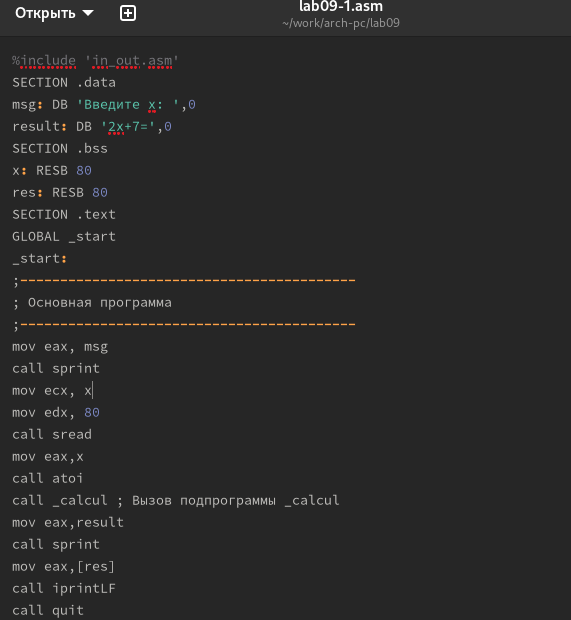 Открыть
lab09-1.asm
~/work/arch-pc/lab09
%include 'in_out.asm'
SECTION .data
msg: DB 'Введите x: ',0
result: DB '2x+7=',0
SECTION .bss
x: RESB 80
res: RESB 80
SECTION .text
GLOBAL _start
_start:
;------------------------------------------
; Основная программа
;------------------------------------------
mov eax, msg
call sprint
mov ecx, x
mov edx, 80
call sread
mov eax,x
call atoi
call _calcul ; Вызов подпрограммы _calcul
mov eax,result
call sprint
mov eax,[res]
call iprintLF
call quit